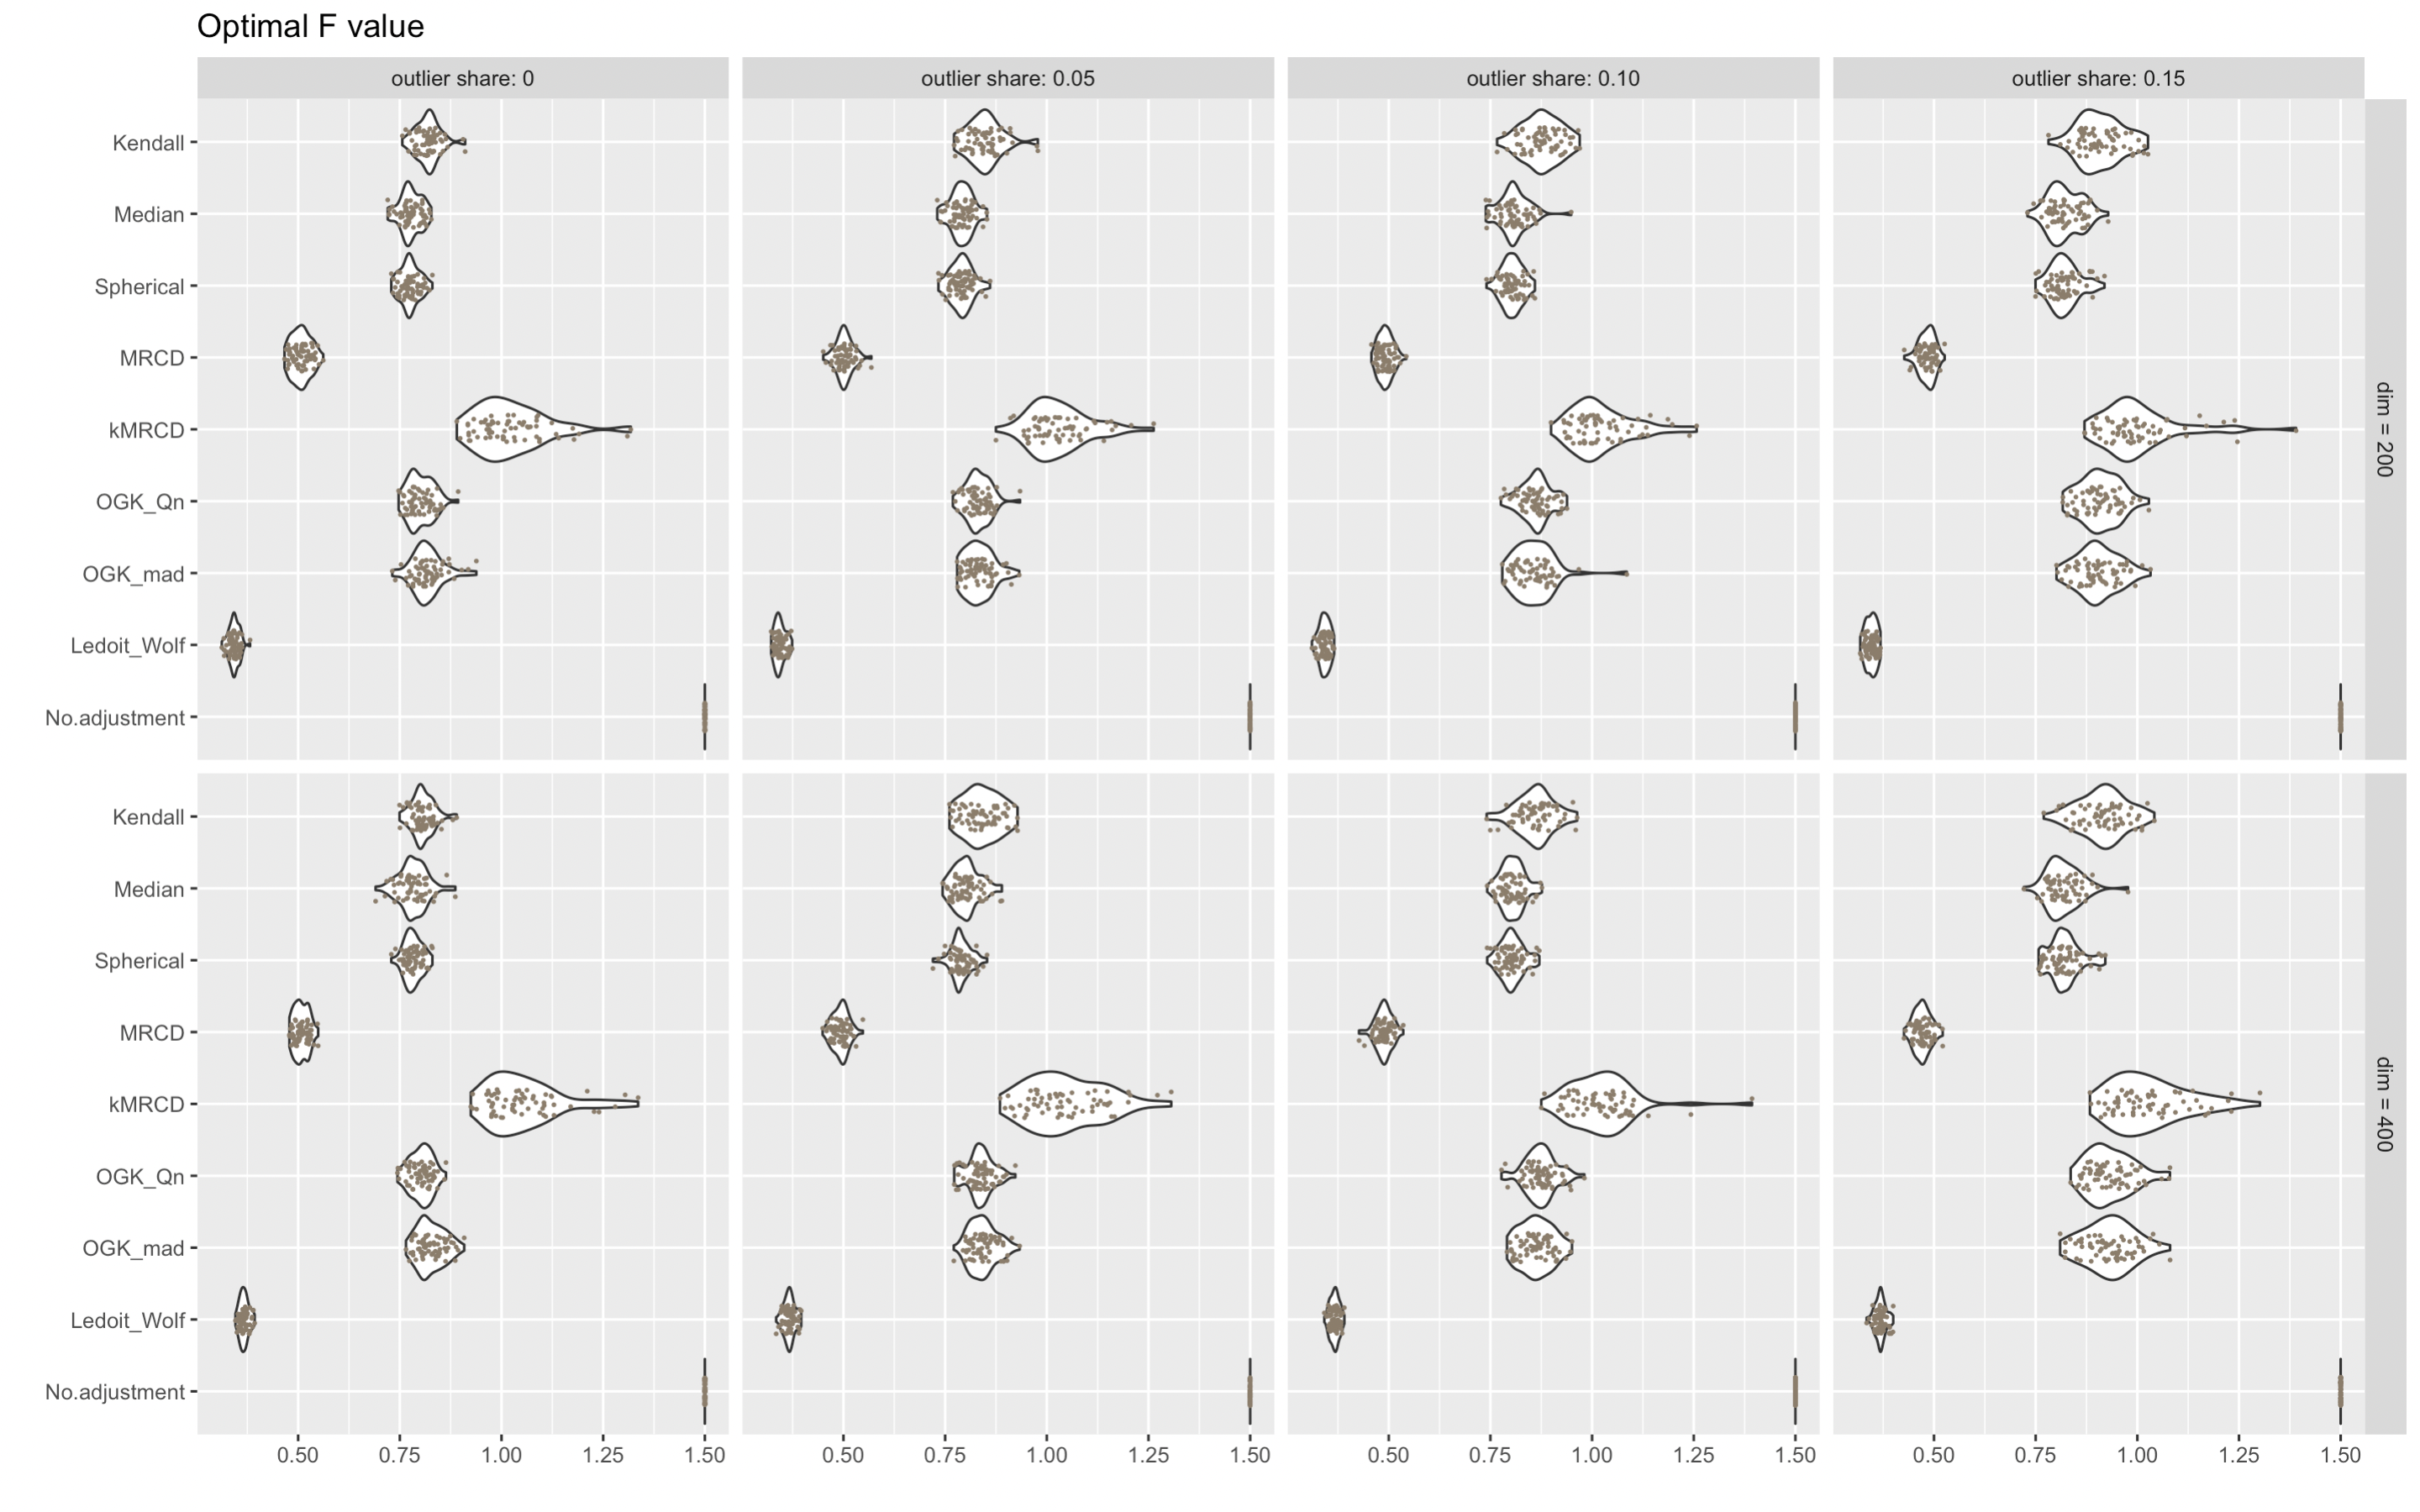 Optimal F value
outlier share: 0
outlier share: 0.05
outlier share: 0.10
outlier share: 0.15
Kendall
Median
Spherical
MRCD
kMRCD
OGK_Qn
OGK_mad
Ledoit_Wolf
No.adjustment
dim = 200
Kendall
Median
Spherical
MRCD
kMRCD
OGK_Qn
OGK_mad
Ledoit_Wolf
No.adjustment
dim = 400
0.50 0.75 1.00 1.25 1.50
0.50 0.75 1.00 1.25 1.50
0.50 0.75 1.00 1.25 1.50
0.50 0.75 1.00 1.25 1.50